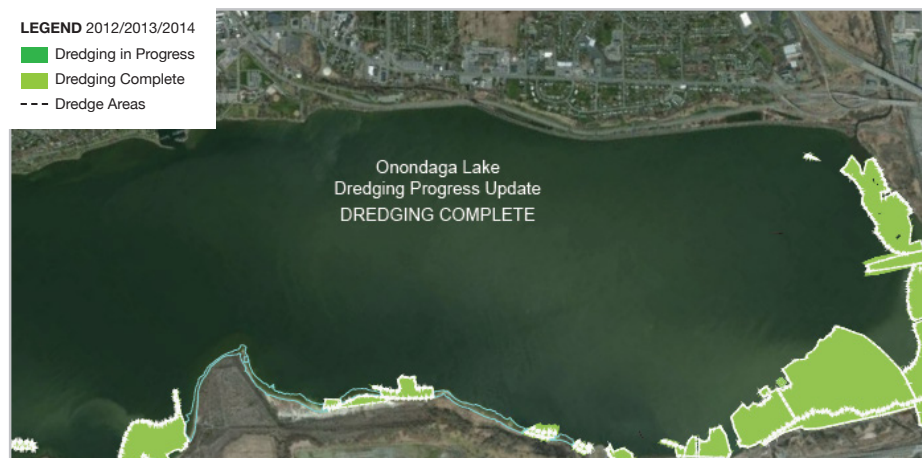 LEGEND 2012/2013/2014
Dredging in Progress
Dredging Complete
Dredge Areas
Onondaga Lake
Dredging Progress Update
DREDGING COMPLETE